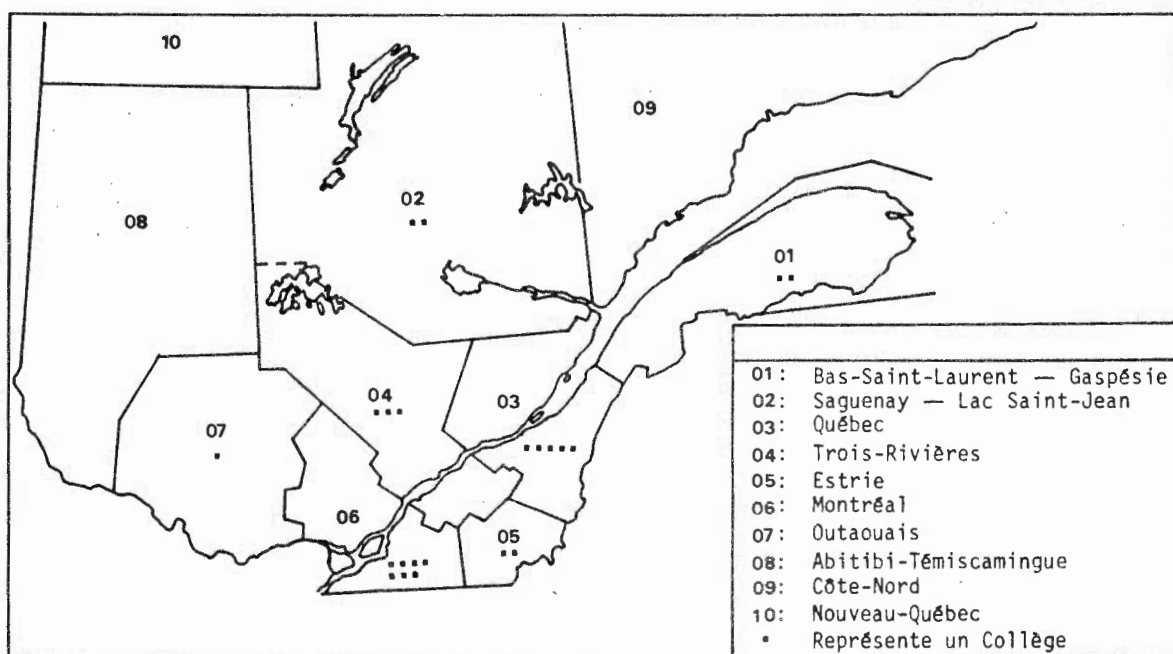 10
09
02
08
01
04
03
07
06
05
01: Bas-Saint-Laurent — Gaspésie
02: Saguenay — Lac Saint-Jean
03: Québec
04: Trois-Rivières
05: Estrie
06: Montréal
07: Outaouais
08: Abitibi-Témiscamingue
09: Côte-Nord
10: Nouveau-Québec
▪ Représente un Collège